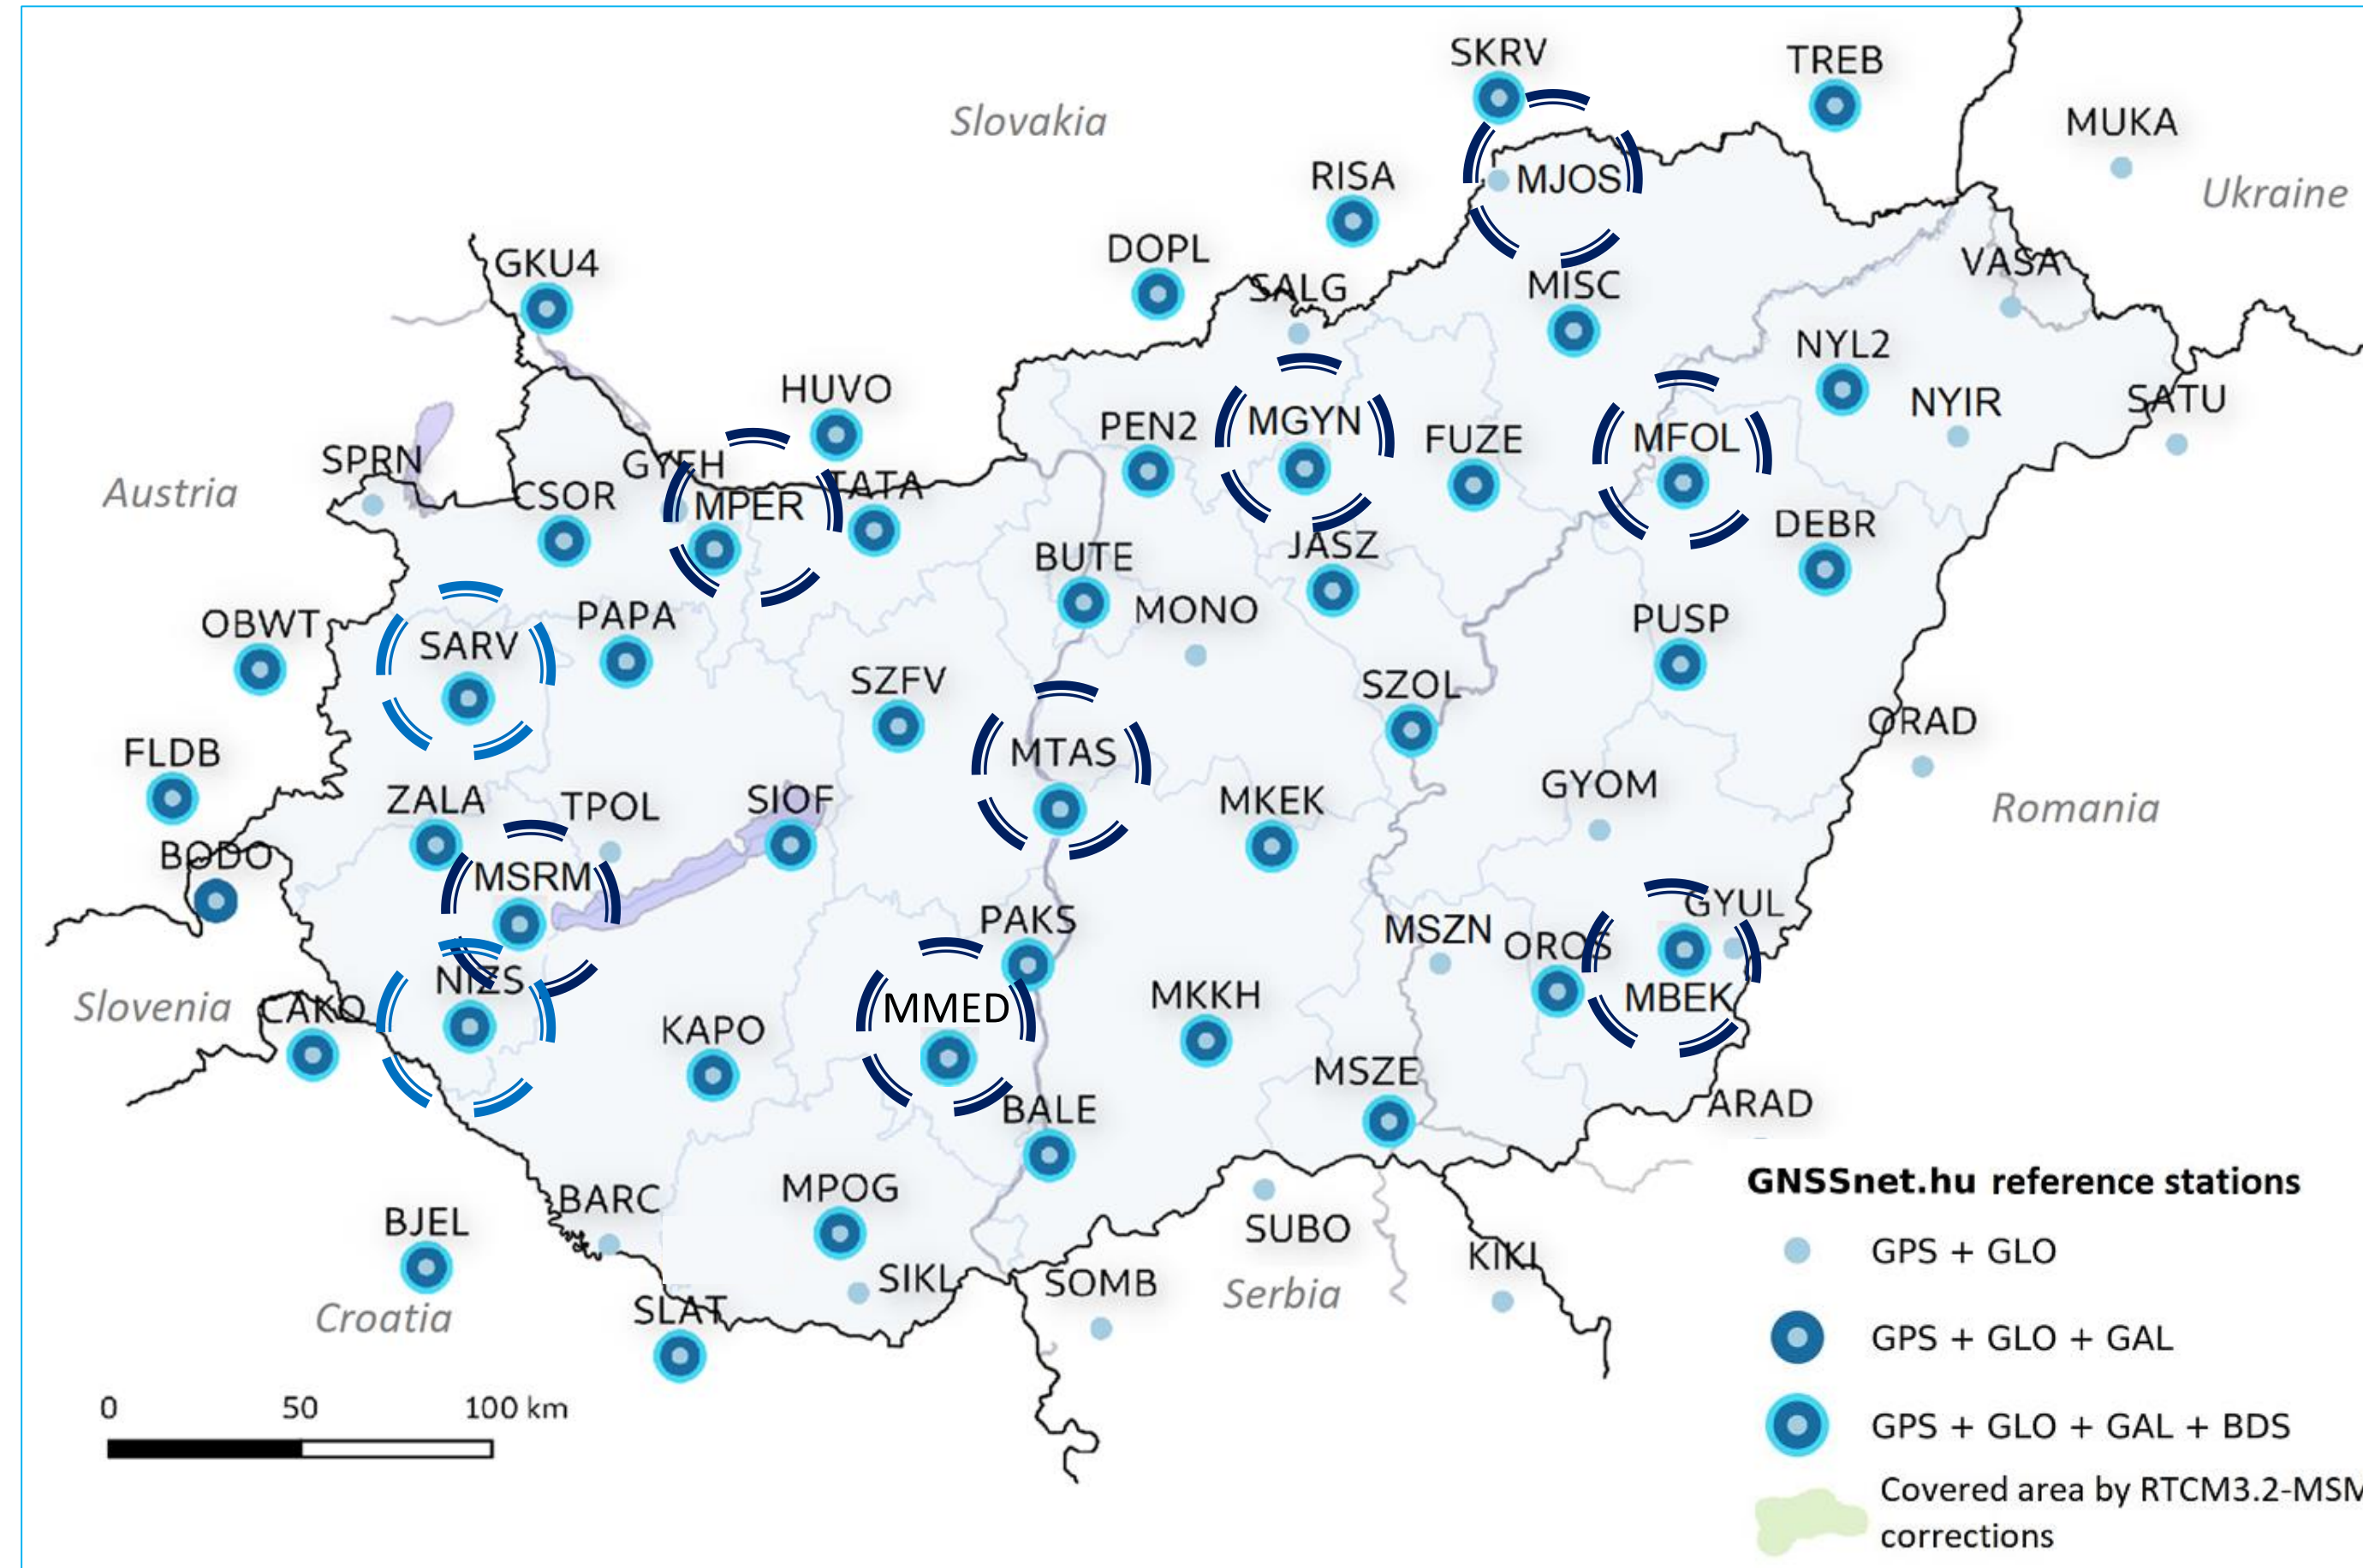 SKRV
TREB
MUKA
Slovakia
Ukraine
RISA
MJOS
DOPL
GKU4
SALG
MISC
VASA
NYL2
HUVO
NYIR
SATU
PEN2
MGYN
FUZE
MFOL
SPRN
GYFH
Austria
CSOR
MPER
TATA
DEBR
JASZ
BUTE
MONO
OBWT
PAPA
PUSP
SARV
SZFV
SZOL
ORAD
FLDB
MTAS
GYOM
ZALA
TPOL
SIOF
MKEK
Romania
BODO
MSRM
GYUL
PAKS
MSZN
OROS
NIZS
MKKH
MBEK
Slovenia
CAKO
MMED
KAPO
MSZE
BALE
ARAD
MPOG
BARC
BJEL
SUBO
KIKI
SIKL
SOMB
Serbia
Croatia
SLAT
GNSSnet.hu reference stations
GPS + GLO
GPS + GLO + GAL
GPS + GLO + GAL + BDS
Covered area by RTCM3.2-MSM
corrections
0 50 100 km